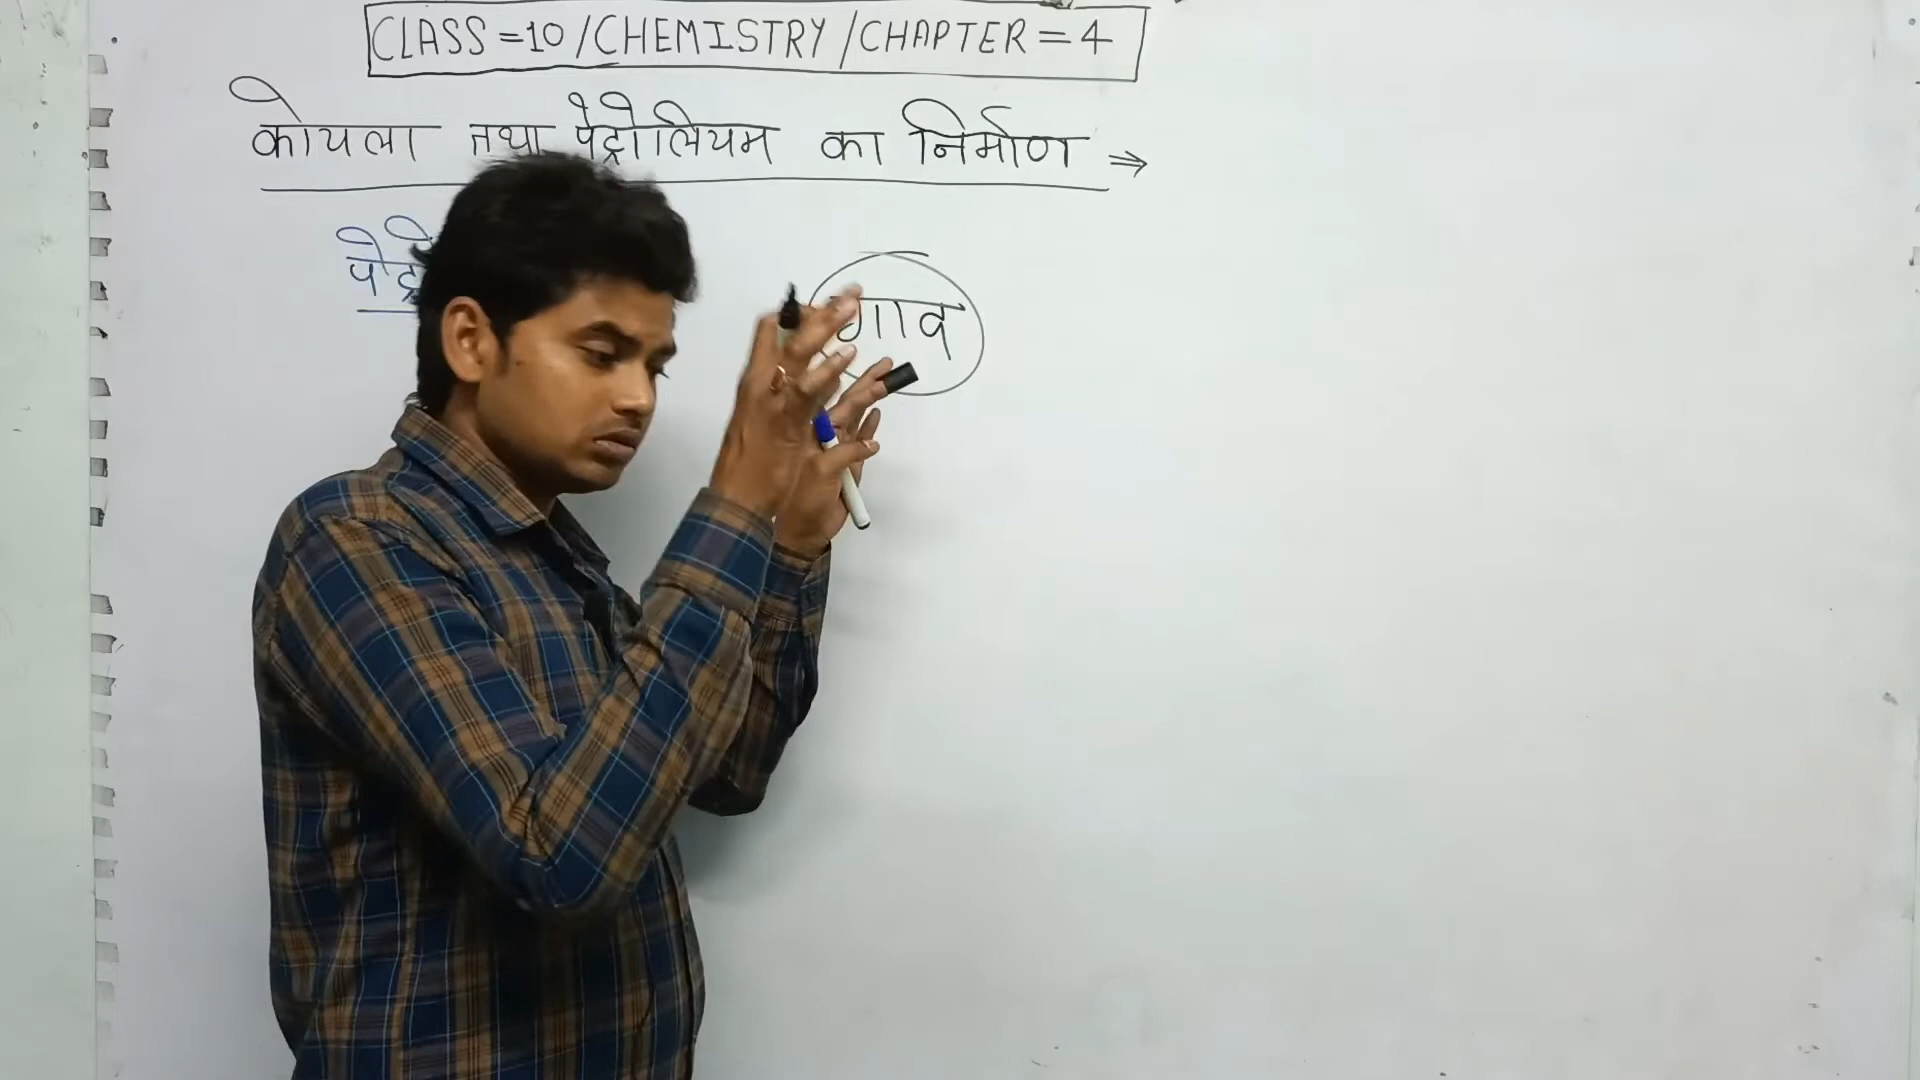 CLASS=10/CHEMISTRY/CHAPTER=4
कोयला तथा पेट्रोलियम का निर्माण ⇒
गाव